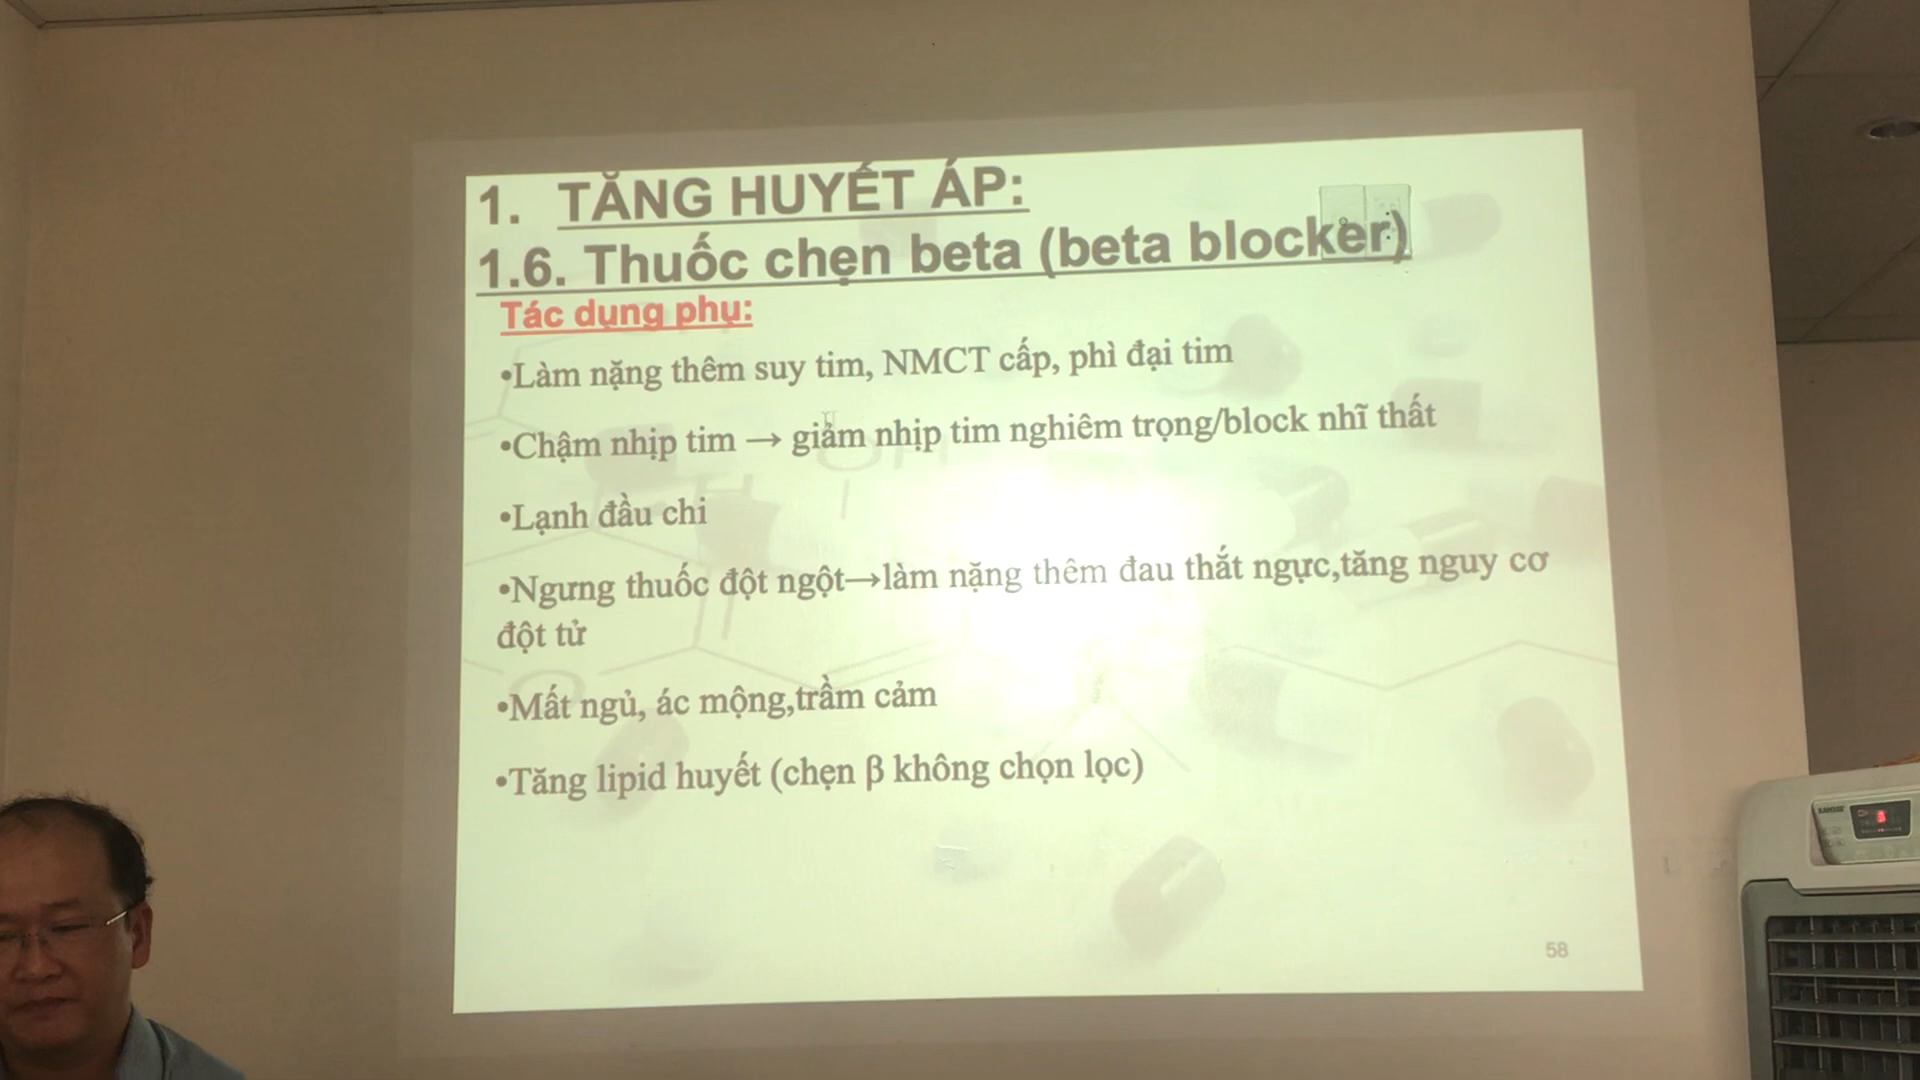 1. TĂNG HUYẾT ÁP:
1.6. Thuốc chẹn beta (beta blocker)
Tác dụng phụ:
•Làm nặng thêm suy tim, NMCT cấp, phì đại tim
•Chậm nhịp tim → giảm nhịp tim nghiêm trọng/block nhĩ thất
•Lạnh đầu chi
•Ngưng thuốc đột ngột→làm nặng thêm đau thắt ngực,tăng nguy cơ
đột tử
•Mất ngủ, ác mộng,trầm cảm
•Tăng lipid huyết (chẹn β không chọn lọc)
58